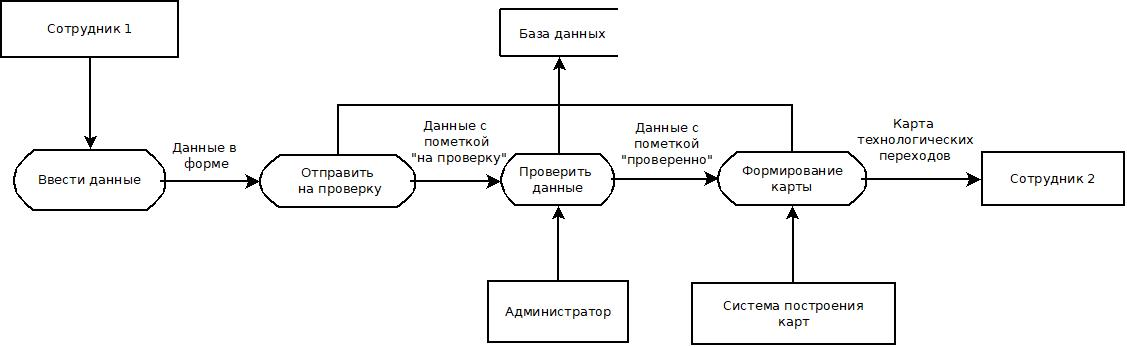 Сотрудник 1
База данных
Данные в
форме
Данные с
пометкой
"на проверку"
Данные с
пометкой
"проверенно"
Карта
технологических
переходов
Ввести данные
Отправить
на проверку
Проверить
данные
Формирование
карты
Сотрудник 2
Администратор
Система построения
карт